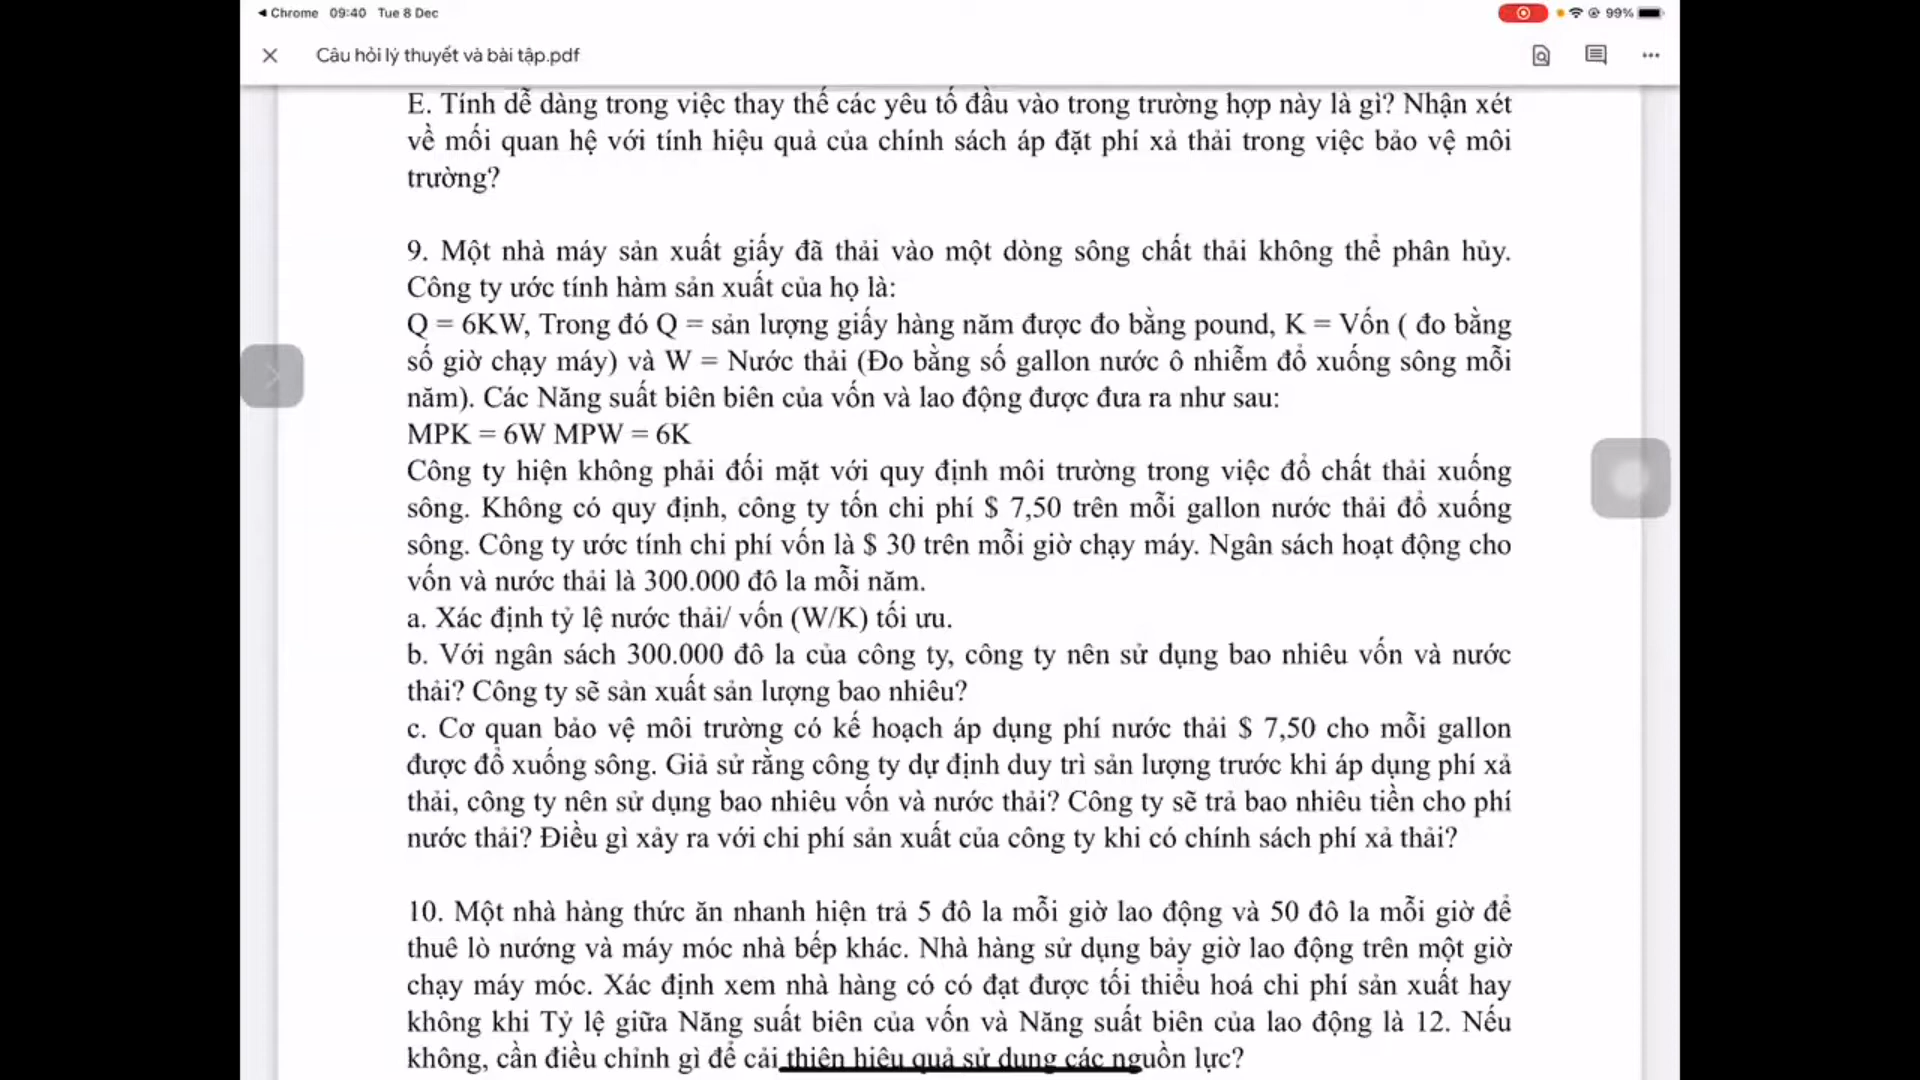 Chrome 09:40 Tue 8 Dec 99%
Câu hỏi lý thuyết và bài tập.pdf
E. Tính dễ dàng trong việc thay thế các yêu tố đầu vào trong trường hợp này là gì? Nhận xét
về mối quan hệ với tính hiệu quả của chính sách áp đặt phí xả thải trong việc bảo vệ môi
trường?
9. Một nhà máy sản xuất giấy đã thải vào một dòng sông chất thải không thể phân hủy.
Công ty ước tính hàm sản xuất của họ là:
Q = 6KW, Trong đó Q = sản lượng giấy hàng năm được đo bằng pound, K = Vốn ( đo bằng
số giờ chạy máy) và W = Nước thải (Đo bằng số gallon nước ô nhiễm đổ xuống sông mỗi
năm). Các Năng suất biên biên của vốn và lao động được đưa ra như sau:
MPK = 6W MPW = 6K
Công ty hiện không phải đối mặt với quy định môi trường trong việc đổ chất thải xuống
sông. Không có quy định, công ty tốn chi phí $ 7,50 trên mỗi gallon nước thải đổ xuống
sông. Công ty ước tính chi phí vốn là $ 30 trên mỗi giờ chạy máy. Ngân sách hoạt động cho
vốn và nước thải là 300.000 đô la mỗi năm.
a. Xác định tỷ lệ nước thải/ vốn (W/K) tối ưu.
b. Với ngân sách 300.000 đô la của công ty, công ty nên sử dụng bao nhiêu vốn và nước
thải? Công ty sẽ sản xuất sản lượng bao nhiêu?
c. Cơ quan bảo vệ môi trường có kế hoạch áp dụng phí nước thải $ 7,50 cho mỗi gallon
được đổ xuống sông. Giả sử rằng công ty dự định duy trì sản lượng trước khi áp dụng phí xả
thải, công ty nên sử dụng bao nhiêu vốn và nước thải? Công ty sẽ trả bao nhiêu tiền cho phí
nước thải? Điều gì xảy ra với chi phí sản xuất của công ty khi có chính sách phí xả thải?
10. Một nhà hàng thức ăn nhanh hiện trả 5 đô la mỗi giờ lao động và 50 đô la mỗi giờ để
thuê lò nướng và máy móc nhà bếp khác. Nhà hàng sử dụng bảy giờ lao động trên một giờ
chạy máy móc. Xác định xem nhà hàng có có đạt được tối thiểu hoá chi phí sản xuất hay
không khi Tỷ lệ giữa Năng suất biên của vốn và Năng suất biên của lao động là 12. Nếu
không, cần điều chỉnh gì để cải thiện hiệu quả sử dụng các nguồn lực?